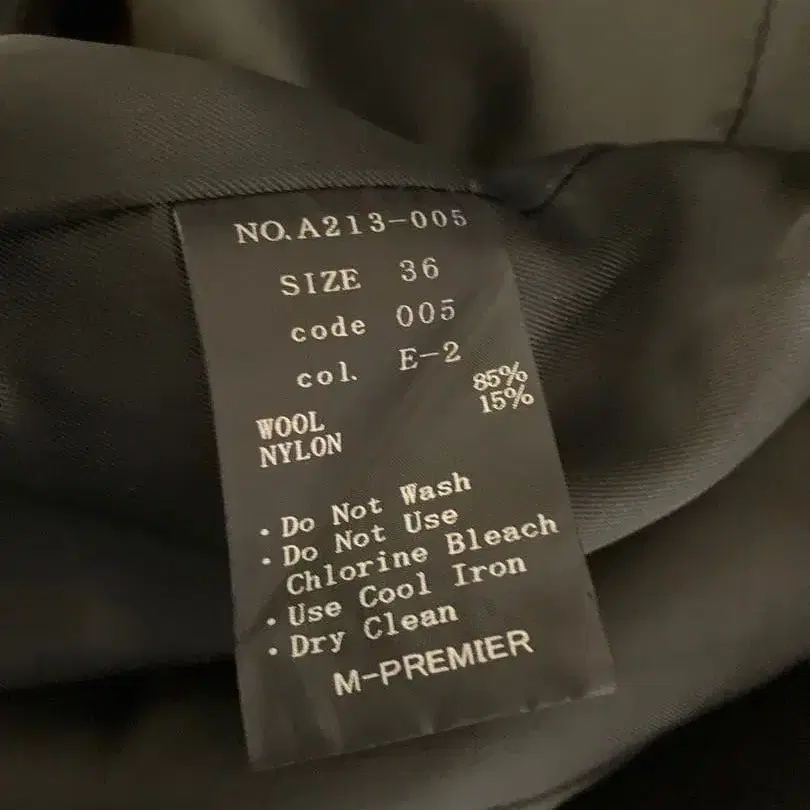 NO.A213-005
SIZE 36
code 005
col. E-2
WOOL 85%
NYLON 15%
・Do Not Wash
・Do Not Use
Chlorine Bleach
・Use Cool Iron
・Dry Clean
M-PREMIER